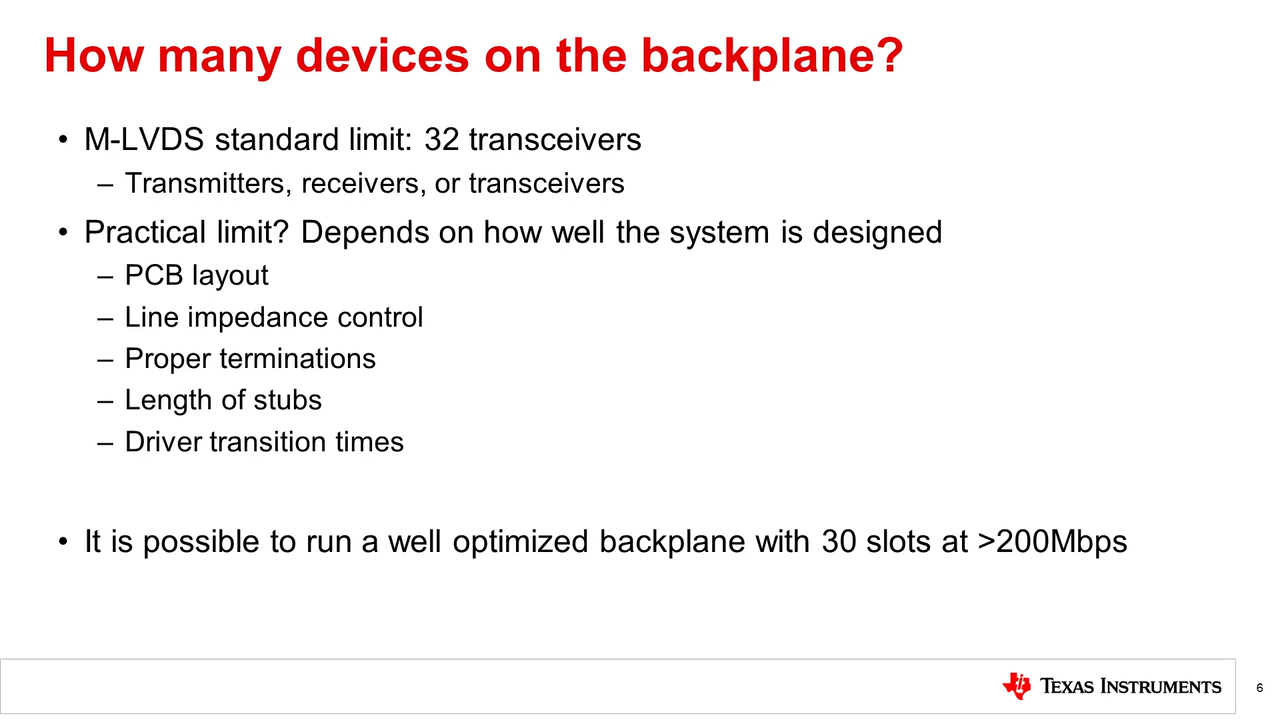 How many devices on the backplane?
• M-LVDS standard limit: 32 transceivers
– Transmitters, receivers, or transceivers
• Practical limit? Depends on how well the system is designed
– PCB layout
– Line impedance control
– Proper terminations
– Length of stubs
– Driver transition times
• It is possible to run a well optimized backplane with 30 slots at >200Mbps
TEXAS INSTRUMENTS
6